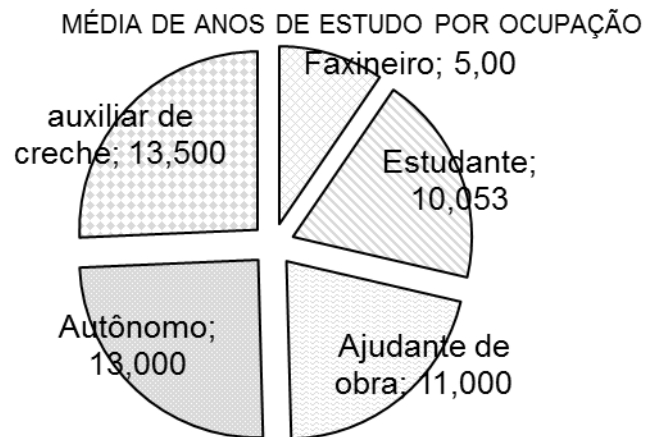 MÉDIA DE ANOS DE ESTUDO POR OCUPAÇÃO
Faxineiro; 5,00
auxiliar de
creche; 13,500
Estudante;
10,053
Autônomo;
13,000
Ajudante de
obra; 11,000